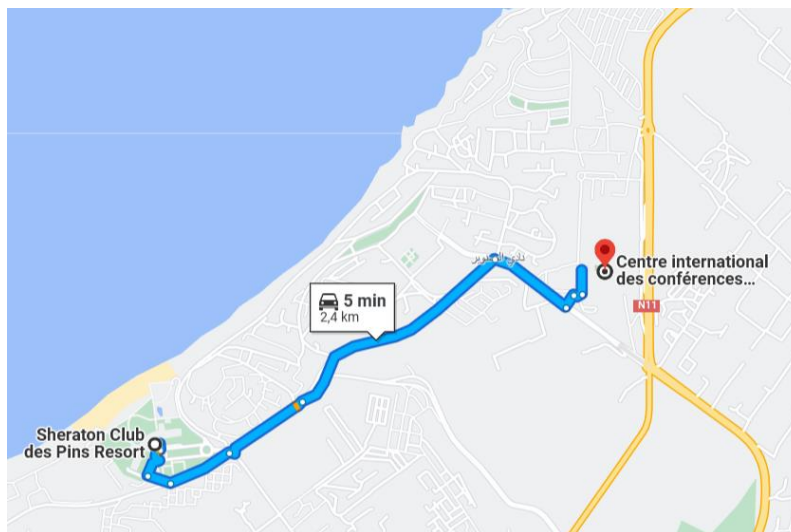 Centre international
des conférences...
5 min
2,4 km
N11
Sheraton Club
des Pins Resort